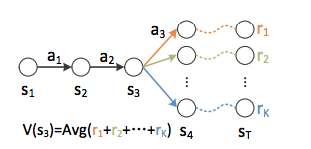 a₁ a₂ a₃ r₁
r₂
⋮ ⋮
s₁ s₂ s₃ rK
V(s₃)=Avg(r₁+r₂+⋯+rK) s₄ sT